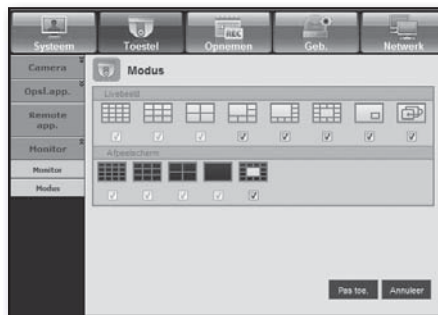 Systeem
Toestel
REC
Opnemen
Geb.
Netwerk
Camera
Opsl.app.
Remote
app.
Monitor
Monitor
Modus
Modus
Livebeeld
Afspeelscherm
Pas toe.
Annuleer